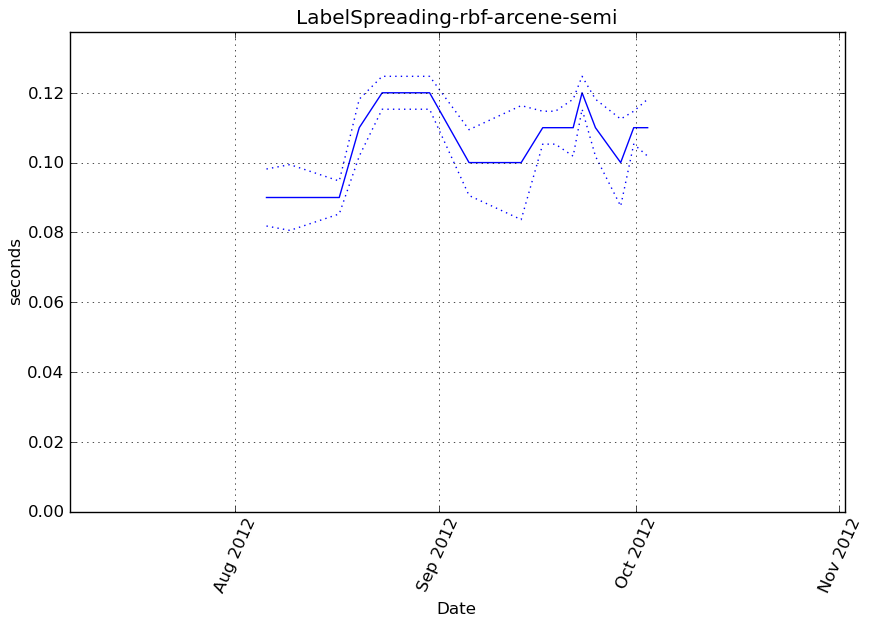 LabelSpreading-rbf-arcene-semi
0.12
0.10
0.08
0.06
0.04
0.02
0.00
seconds
Aug 2012
Sep 2012
Oct 2012
Nov 2012
Date